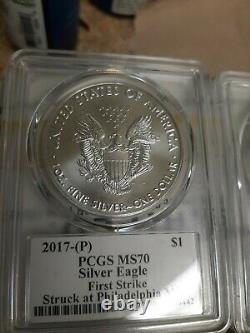 UNITED STATES OF AMERICA
1 OZ. FINE SILVER~ONE DOLLAR
2017-(P) $1
PCGS MS70
Silver Eagle
First Strike
Struck at Philadelphia